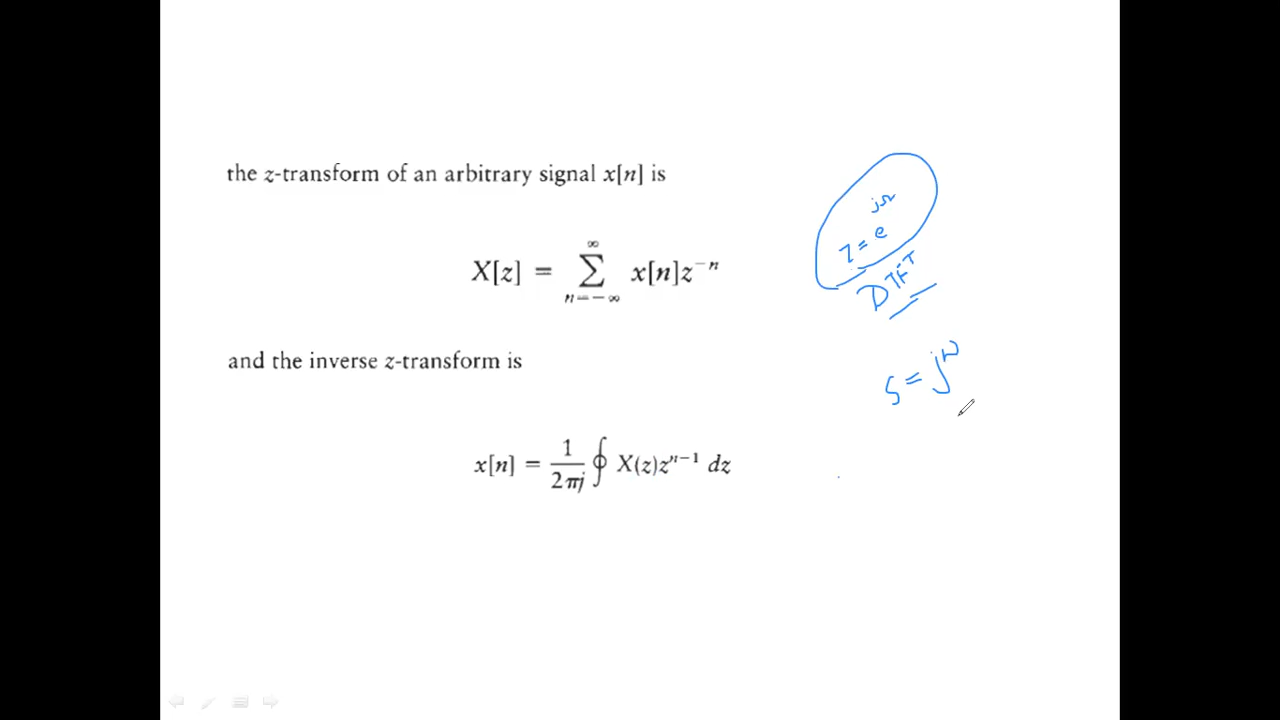 the z-transform of an arbitrary signal x[n] is
X[z] = ∑_{n=−∞}^{∞} x[n]z^{−n}
and the inverse z-transform is
x[n] = \frac{1}{2πj} ∮ X(z)z^{n−1} dz
z = e^{jΩ}
DTFT
s = jω